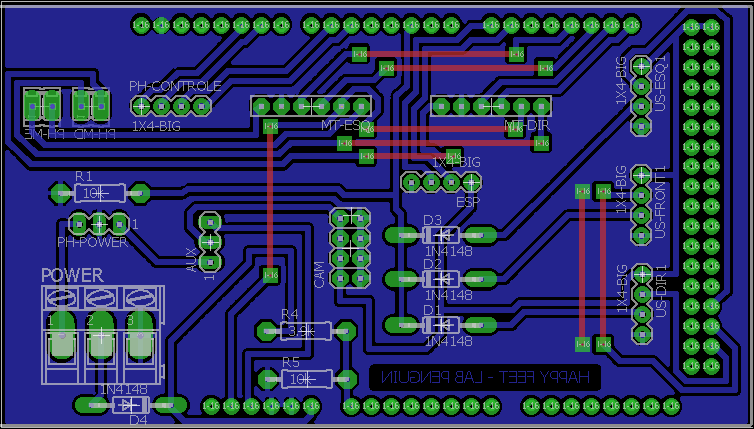 PH-CONTROLE
1X4-BIG
PH-ME
PH-MD
MT-ESQ
MT-DIR
1X4-BIG
US-ESQ1
1X4-BIG
ESP
R1
10k
PH-POWER
1
AUX
1
CAM
D3
1N4148
D2
1N4148
D1
1N4148
1X4-BIG
US-FRONT1
1X4-BIG
US-DIR1
POWER
1 2 3
R4
3.9k
R5
10k
1N4148
D4
HAPPY FEET - LAB PENGUIN